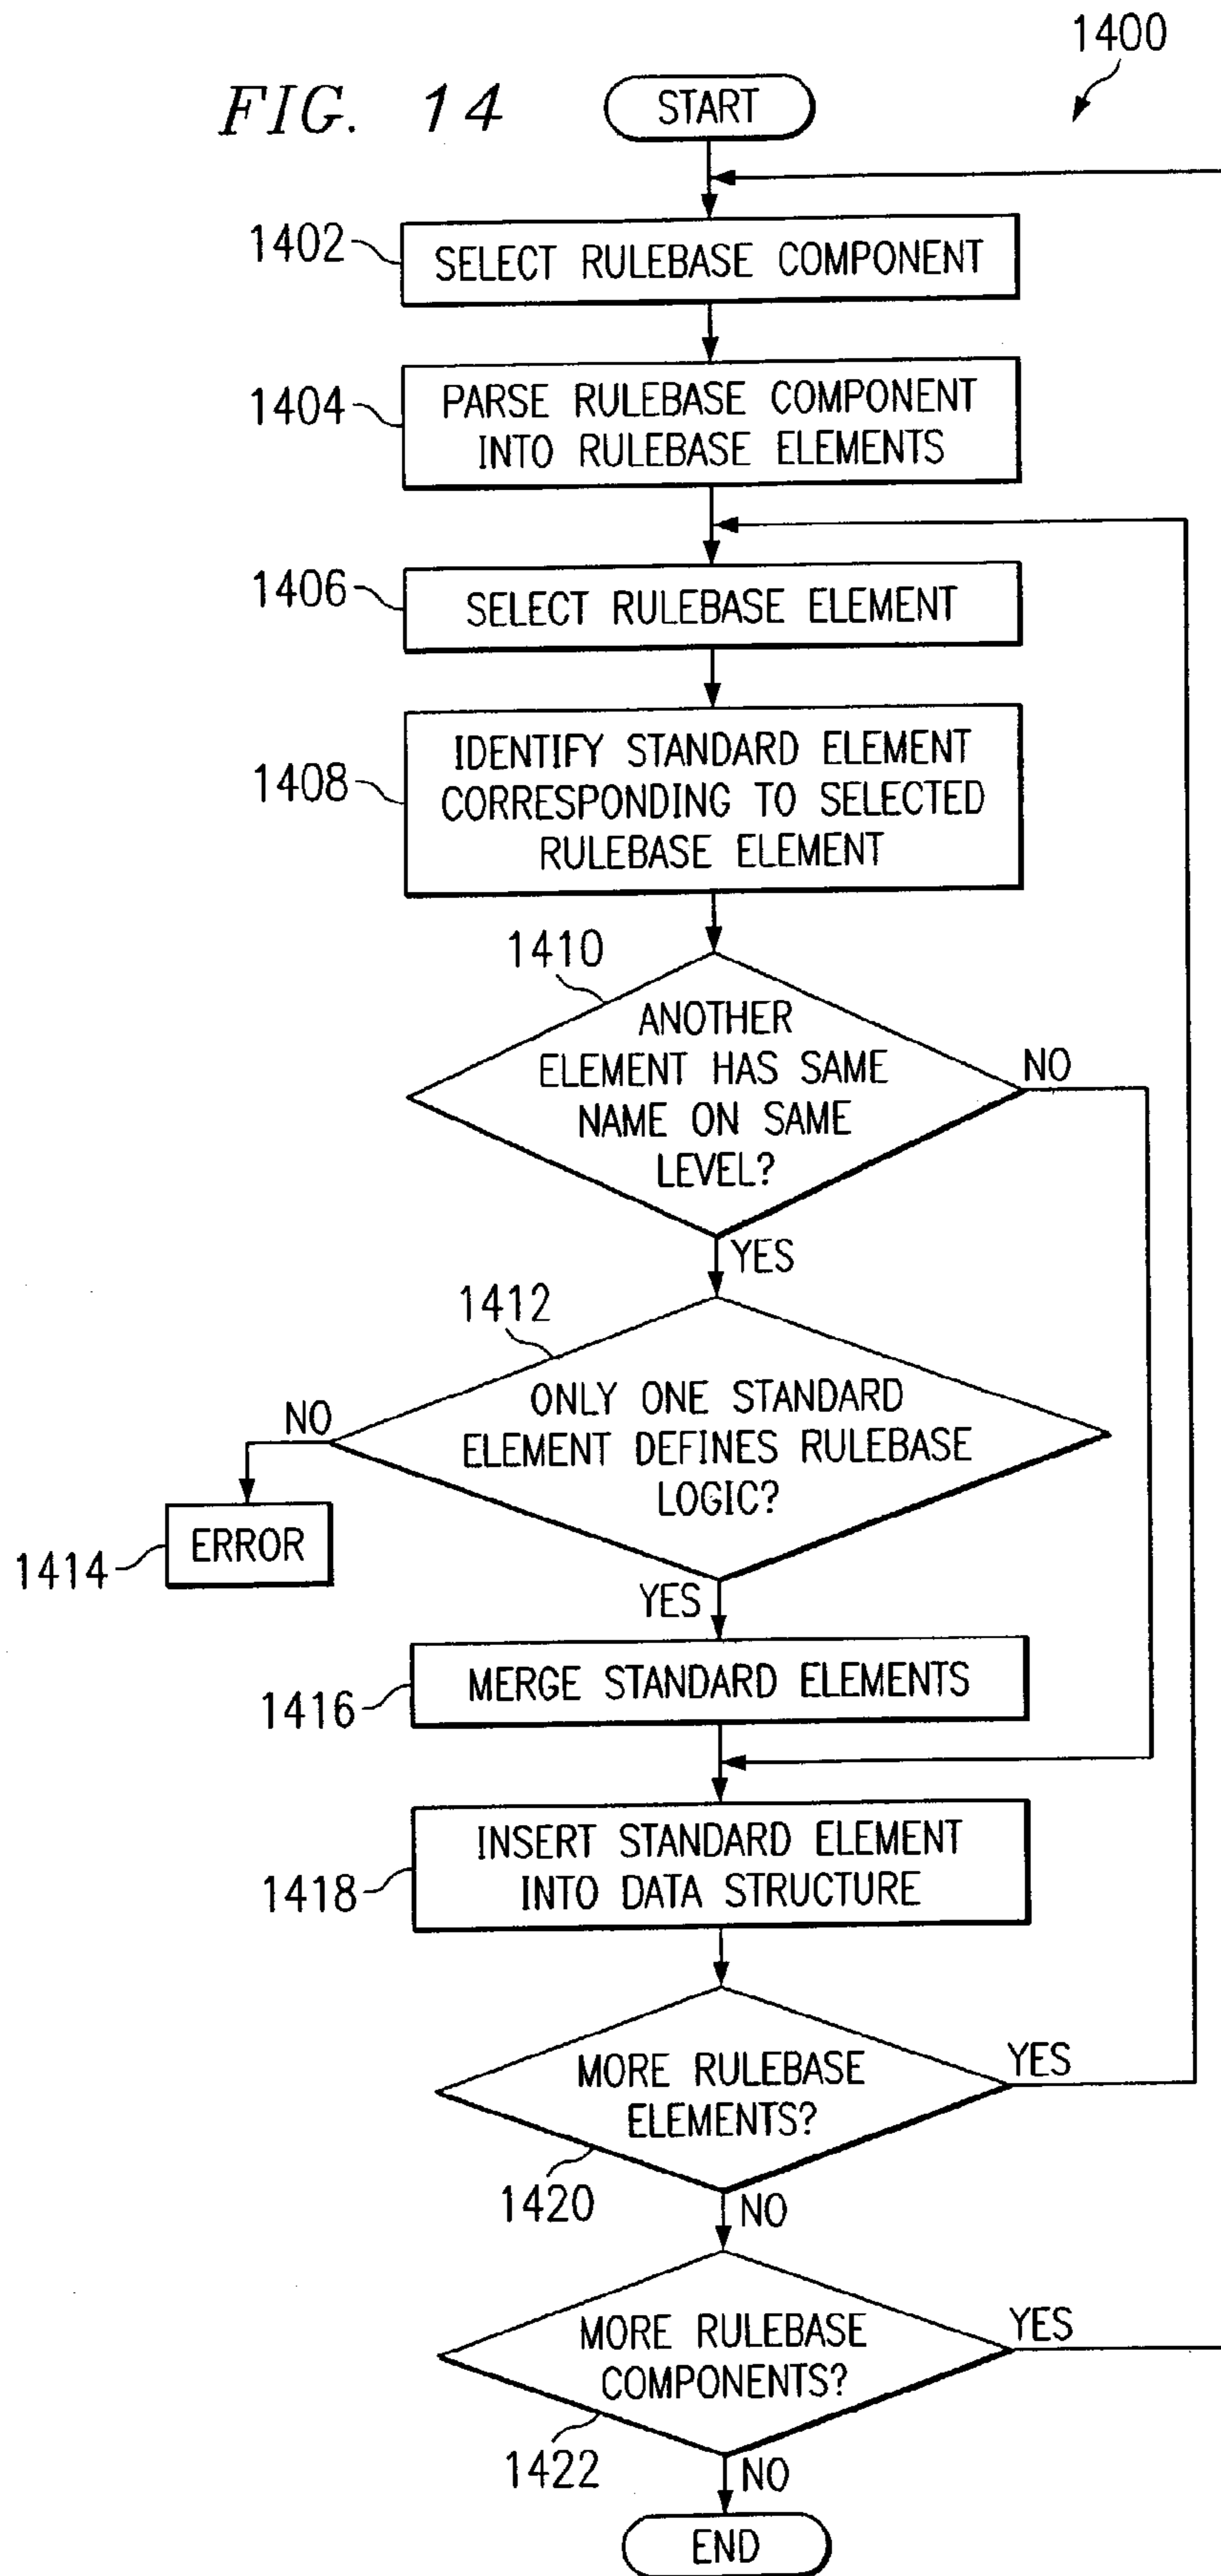 1400
FIG. 14
START
1402
SELECT RULEBASE COMPONENT
1404
PARSE RULEBASE COMPONENT
INTO RULEBASE ELEMENTS
1406
SELECT RULEBASE ELEMENT
1408
IDENTIFY STANDARD ELEMENT
CORRESPONDING TO SELECTED
RULEBASE ELEMENT
1410
ANOTHER
ELEMENT HAS SAME
NAME ON SAME
LEVEL?
NO
YES
1412
ONLY ONE STANDARD
ELEMENT DEFINES RULEBASE
LOGIC?
NO
1414
ERROR
YES
1416
MERGE STANDARD ELEMENTS
1418
INSERT STANDARD ELEMENT
INTO DATA STRUCTURE
MORE RULEBASE
ELEMENTS?
YES
1420
NO
MORE RULEBASE
COMPONENTS?
YES
1422
NO
END